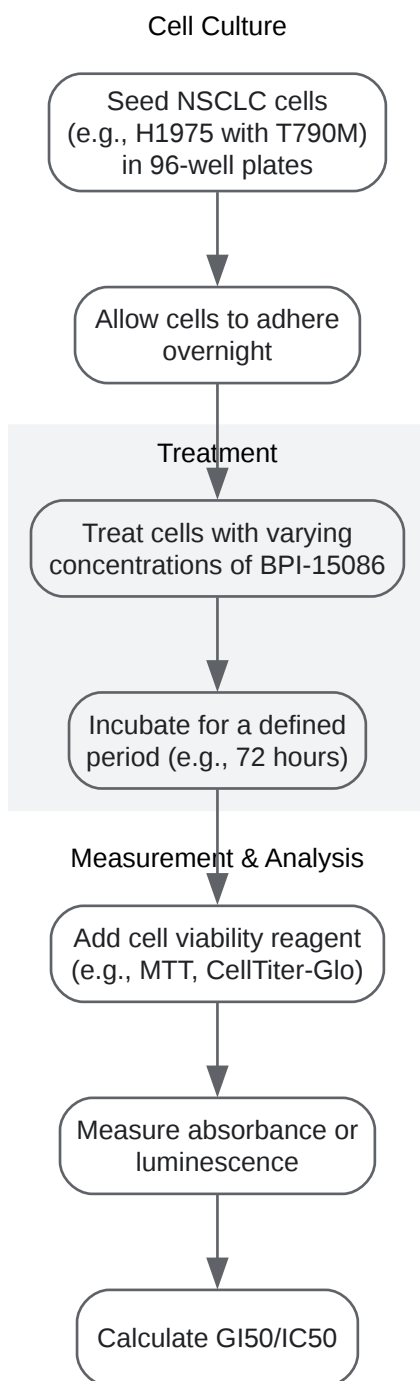 Cell Culture
Seed NSCLC cells
(e.g., H1975 with T790M)
in 96-well plates
Allow cells to adhere
overnight
Treatment
Treat cells with varying
concentrations of BPI-15086
Incubate for a defined
period (e.g., 72 hours)
Measurement & Analysis
Add cell viability reagent
(e.g., MTT, CellTiter-Glo)
Measure absorbance or
luminescence
Calculate GI50/IC50